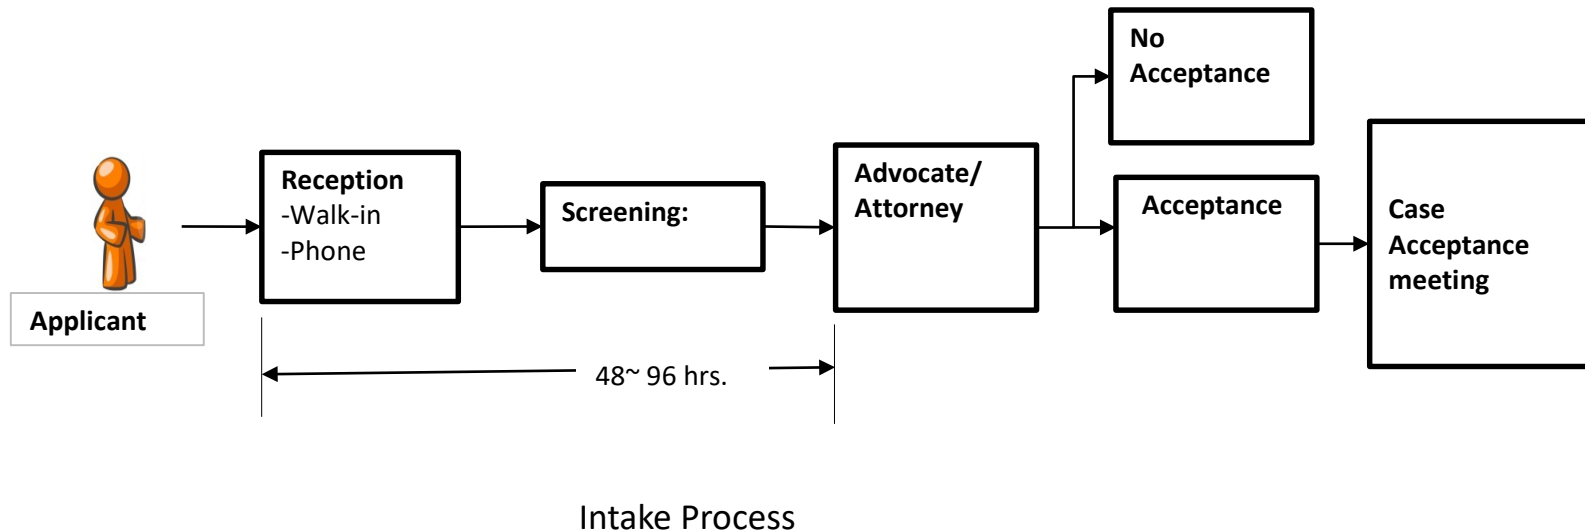 Applicant
Reception
-Walk-in
-Phone
Screening:
Advocate/
Attorney
No
Acceptance
Acceptance
Case
Acceptance
meeting
48~ 96 hrs.
Intake Process